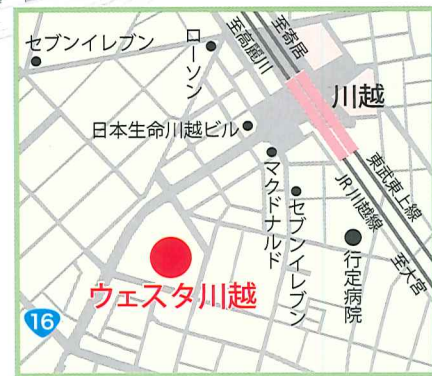 至高麗川
至寄居
セブンイレブン
ローソン
川越
日本生命川越ビル
マクドナルド
セブンイレブン
東武東上線
JR川越線
至大宮
行定病院
ウェスタ川越
16